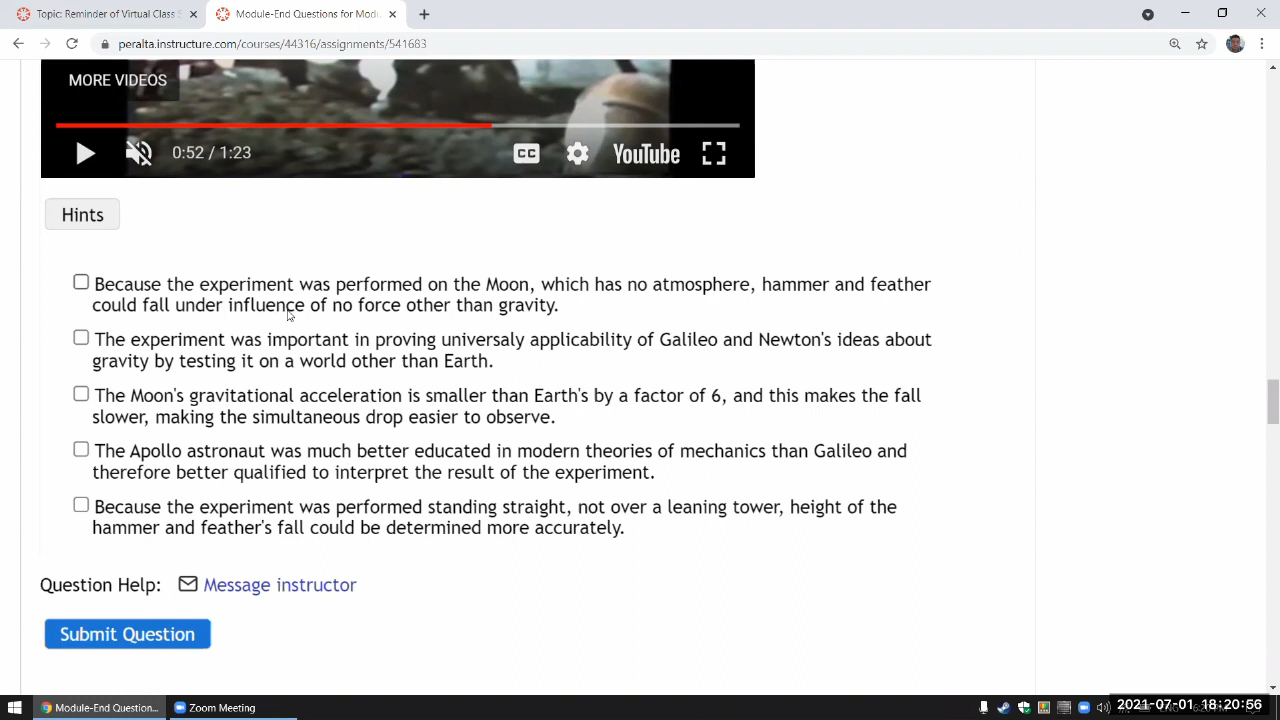 Topic: Reminder of Virtual Class S
Module-End Questions for Modu
peralta.instructure.com/courses/44316/assignments/541683
MORE VIDEOS
0:52 / 1:23
CC
YouTube
Hints
Because the experiment was performed on the Moon, which has no atmosphere, hammer and feather
could fall under influence of no force other than gravity.
The experiment was important in proving universaly applicability of Galileo and Newton's ideas about
gravity by testing it on a world other than Earth.
The Moon's gravitational acceleration is smaller than Earth's by a factor of 6, and this makes the fall
slower, making the simultaneous drop easier to observe.
The Apollo astronaut was much better educated in modern theories of mechanics than Galileo and
therefore better qualified to interpret the result of the experiment.
Because the experiment was performed standing straight, not over a leaning tower, height of the
hammer and feather's fall could be determined more accurately.
Question Help: Message instructor
Submit Question
Module-End Question...
Zoom Meeting
2021-07-01 18:20:56